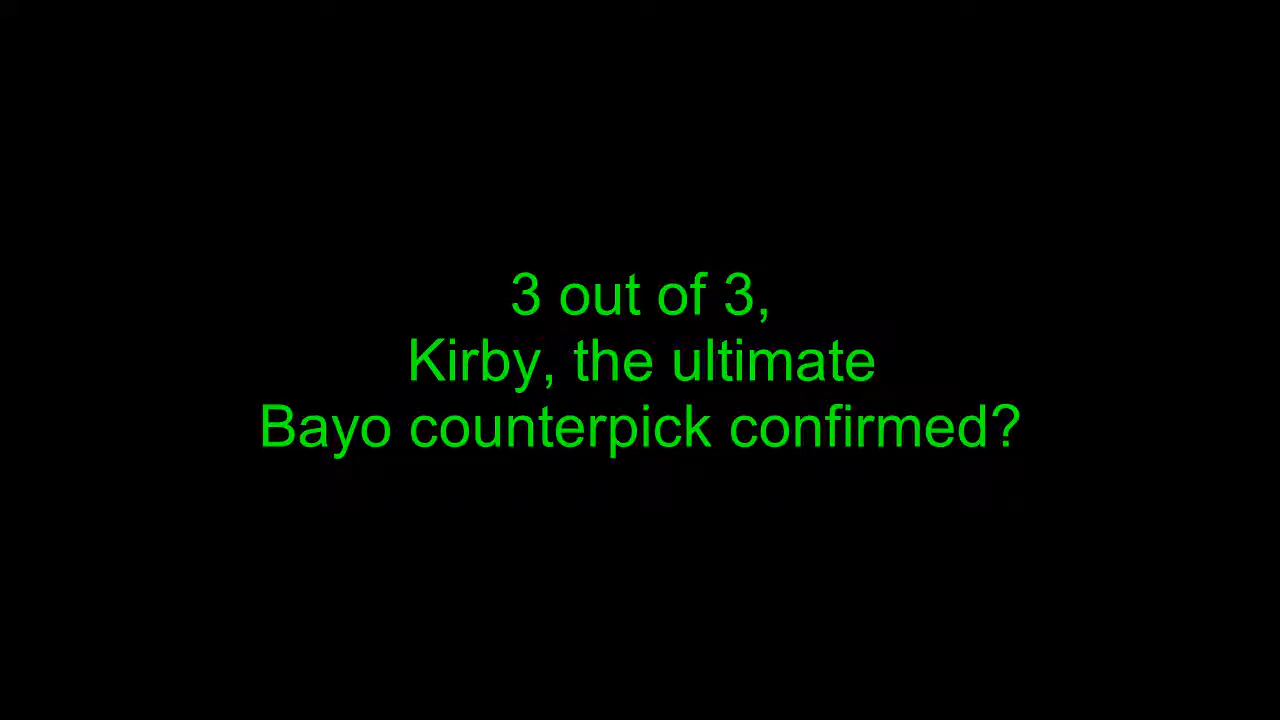 3 out of 3,
Kirby, the ultimate
Bayo counterpick confirmed?